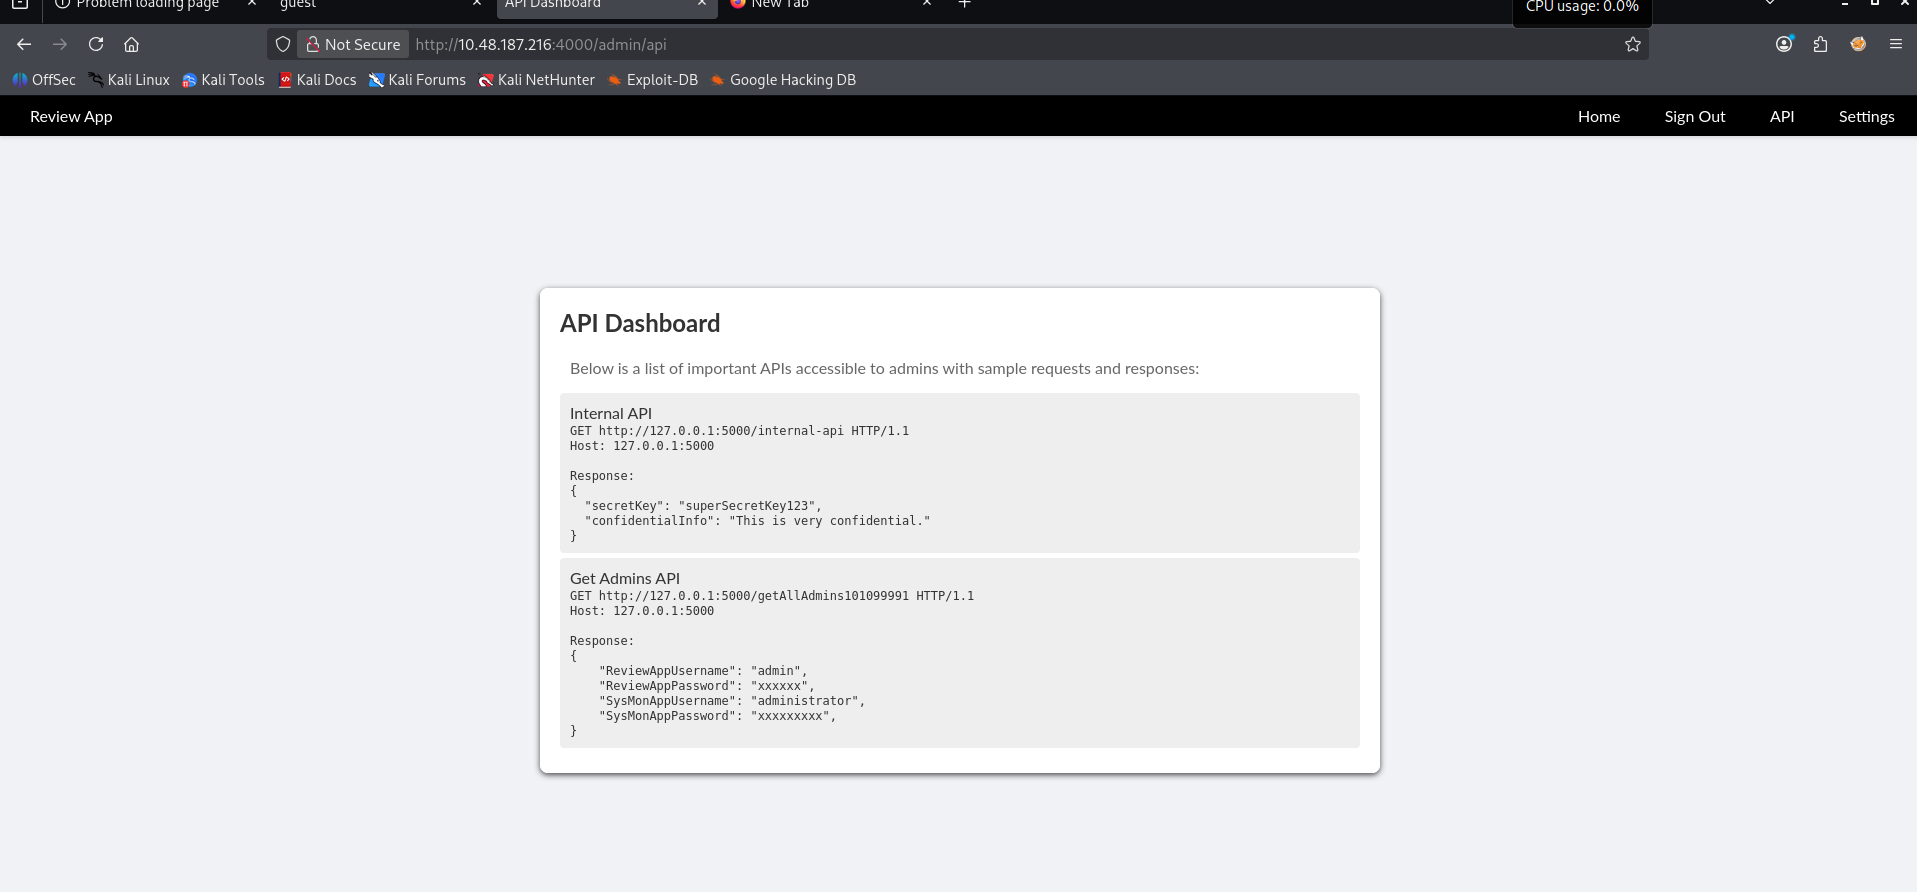 Problem loading page
guest
API Dashboard
New Tab
CPU usage: 0.0%
Not Secure
http://10.48.187.216:4000/admin/api
OffSec
Kali Linux
Kali Tools
Kali Docs
Kali Forums
Kali NetHunter
Exploit-DB
Google Hacking DB
Review App
Home
Sign Out
API
Settings
API Dashboard
Below is a list of important APIs accessible to admins with sample requests and responses:
Internal API
GET http://127.0.0.1:5000/internal-api HTTP/1.1
Host: 127.0.0.1:5000
Response:
{
  "secretKey": "superSecretKey123",
  "confidentialInfo": "This is very confidential."
}
Get Admins API
GET http://127.0.0.1:5000/getAllAdmins101099991 HTTP/1.1
Host: 127.0.0.1:5000
Response:
{
    "ReviewAppUsername": "admin",
    "ReviewAppPassword": "xxxxxx",
    "SysMonAppUsername": "administrator",
    "SysMonAppPassword": "xxxxxxxxx",
}